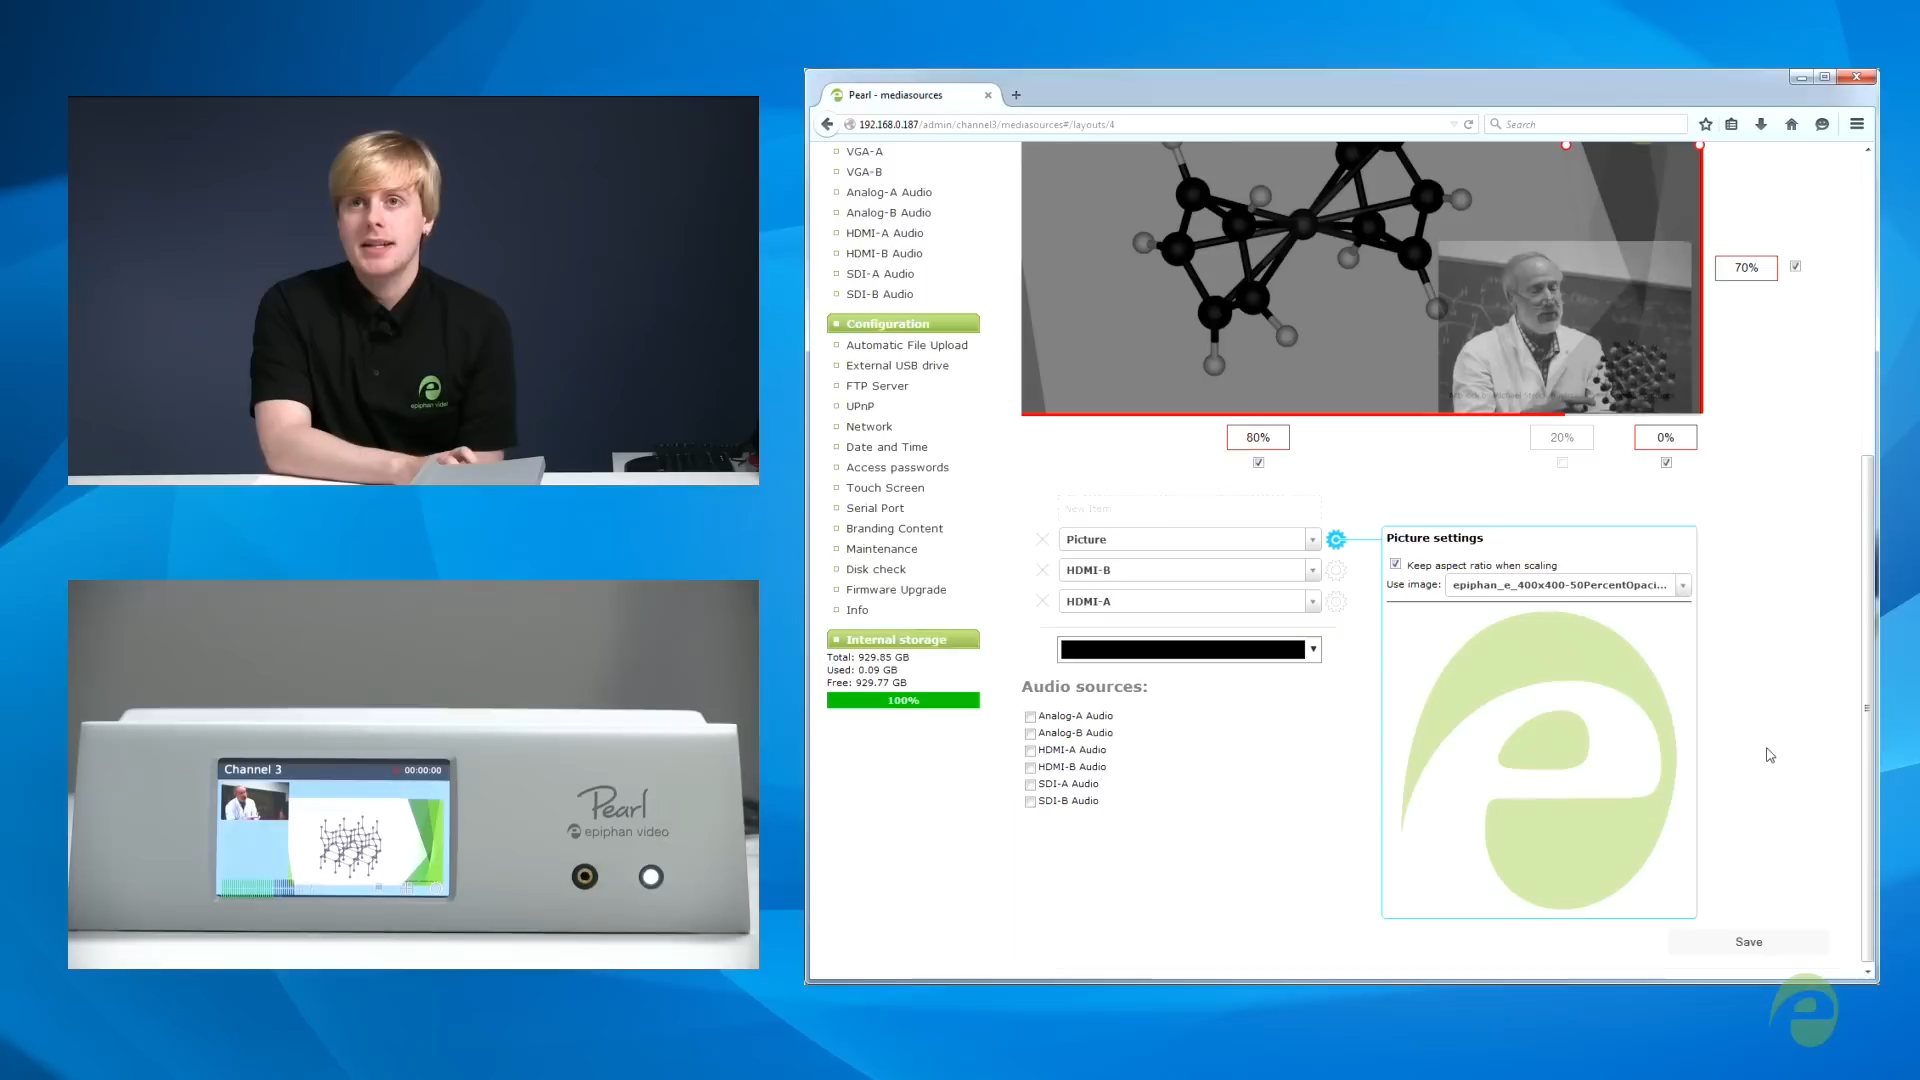 epiphan video
Channel 3
00:00:00
Pearl
epiphan video
Pearl - mediasources
192.168.0.187/admin/channel3/mediasources#/layouts/4
Search
VGA-A
VGA-B
Analog-A Audio
Analog-B Audio
HDMI-A Audio
HDMI-B Audio
SDI-A Audio
SDI-B Audio
Configuration
Automatic File Upload
External USB drive
FTP Server
UPnP
Network
Date and Time
Access passwords
Touch Screen
Serial Port
Branding Content
Maintenance
Disk check
Firmware Upgrade
Info
Internal storage
Total: 929.85 GB
Used: 0.09 GB
Free: 929.77 GB
100%
70%
80%
20%
0%
New Item
Picture
HDMI-B
HDMI-A
Audio sources:
Analog-A Audio
Analog-B Audio
HDMI-A Audio
HDMI-B Audio
SDI-A Audio
SDI-B Audio
Picture settings
Keep aspect ratio when scaling
Use image: epiphan_e_400x400-50PercentOpaci...
Save